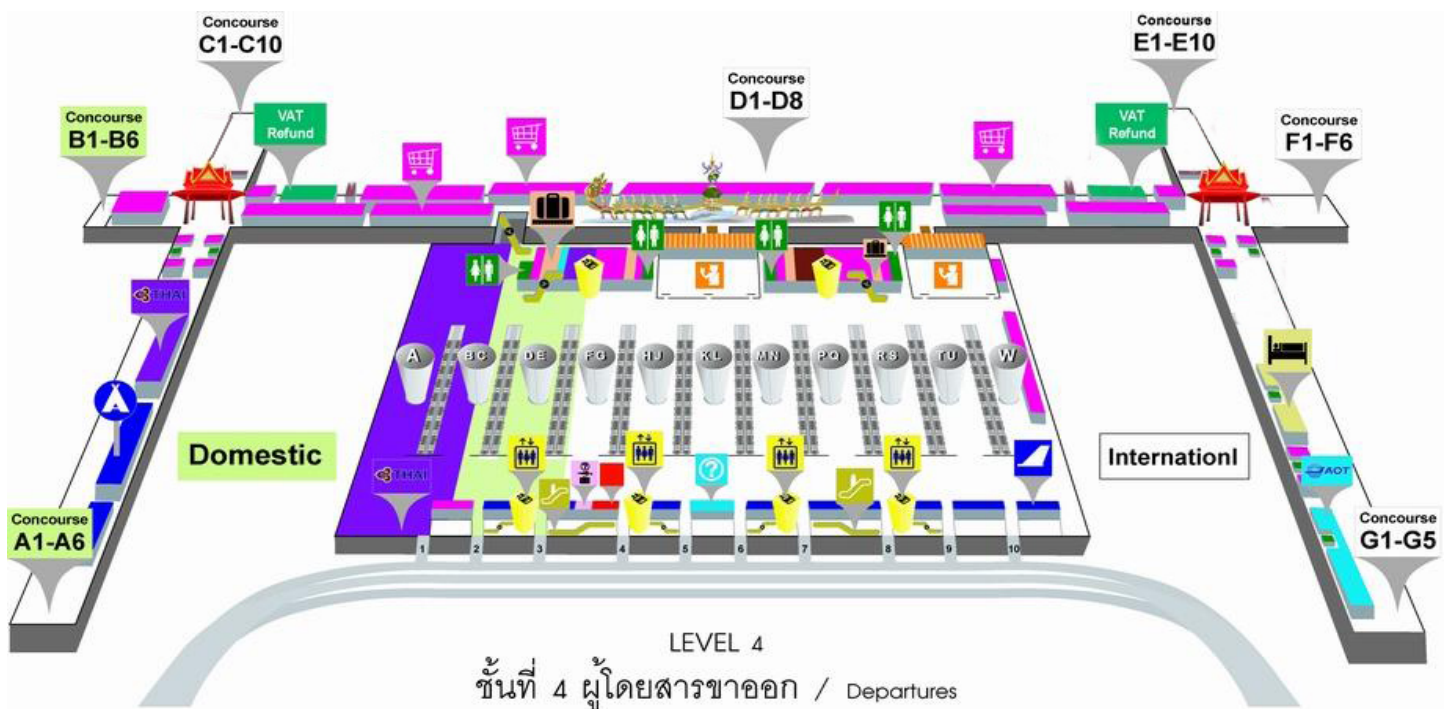 Concourse
C1-C10
Concourse
E1-E10
Concourse
D1-D8
Concourse
B1-B6
VAT
Refund
VAT
Refund
Concourse
F1-F6
THAI
A BC DE FG HJ KL MN PQ RS TU W
Domestic
Internationl
THAI
?
AOT
Concourse
A1-A6
Concourse
G1-G5
1 2 3 4 5 6 7 8 9 10
LEVEL 4
ชั้นที่ 4 ผู้โดยสารขาออก / Departures